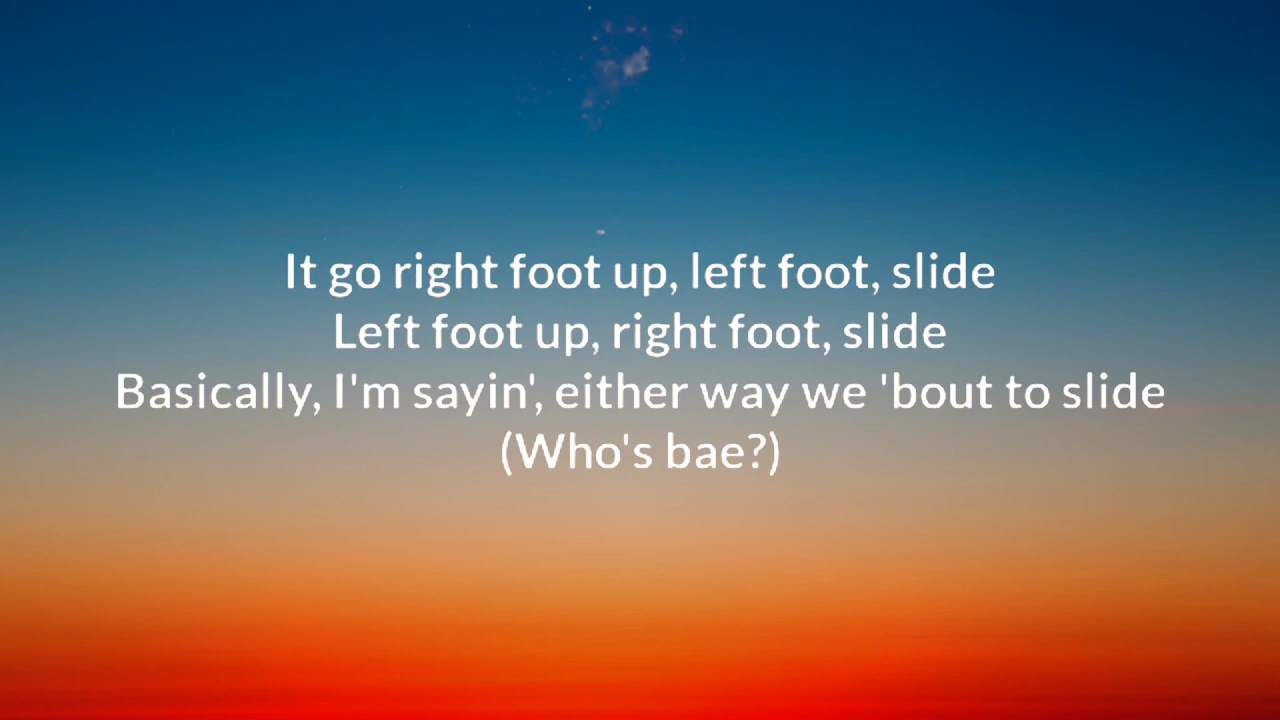 It go right foot up, left foot, slide
Left foot up, right foot, slide
Basically, I'm sayin', either way we 'bout to slide
(Who's bae?)